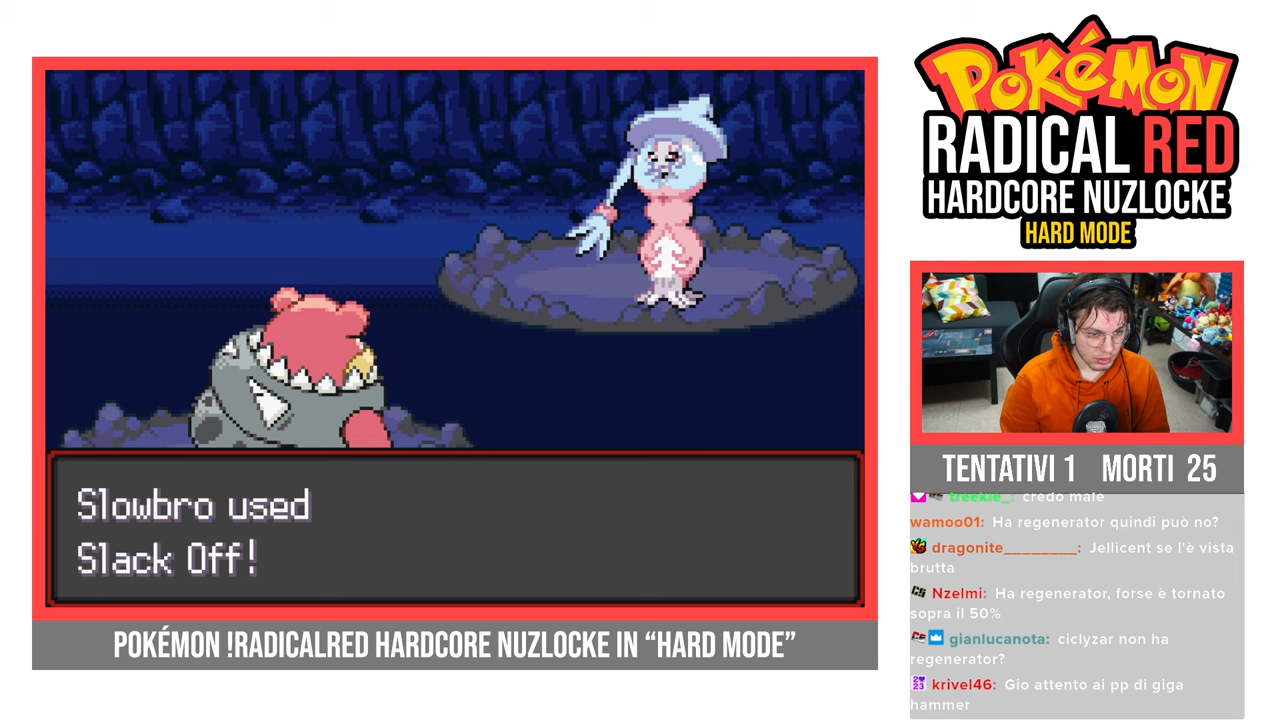 Slowbro used
Slack Off!
POKÉMON !RADICALRED HARDCORE NUZLOCKE IN “HARD MODE”
POKÉMON
RADICAL RED
HARDCORE NUZLOCKE
HARD MODE
TENTATIVI 1 MORTI 25
freekie_: credo male
wamoo01: Ha regenerator quindi può no?
dragonite________: Jellicent se l'è vista
brutta
Nzelmi: Ha regenerator, forse è tornato
sopra il 50%
gianlucanota: ciclyzar non ha
regenerator?
krivel46: Gio attento ai pp di giga
hammer